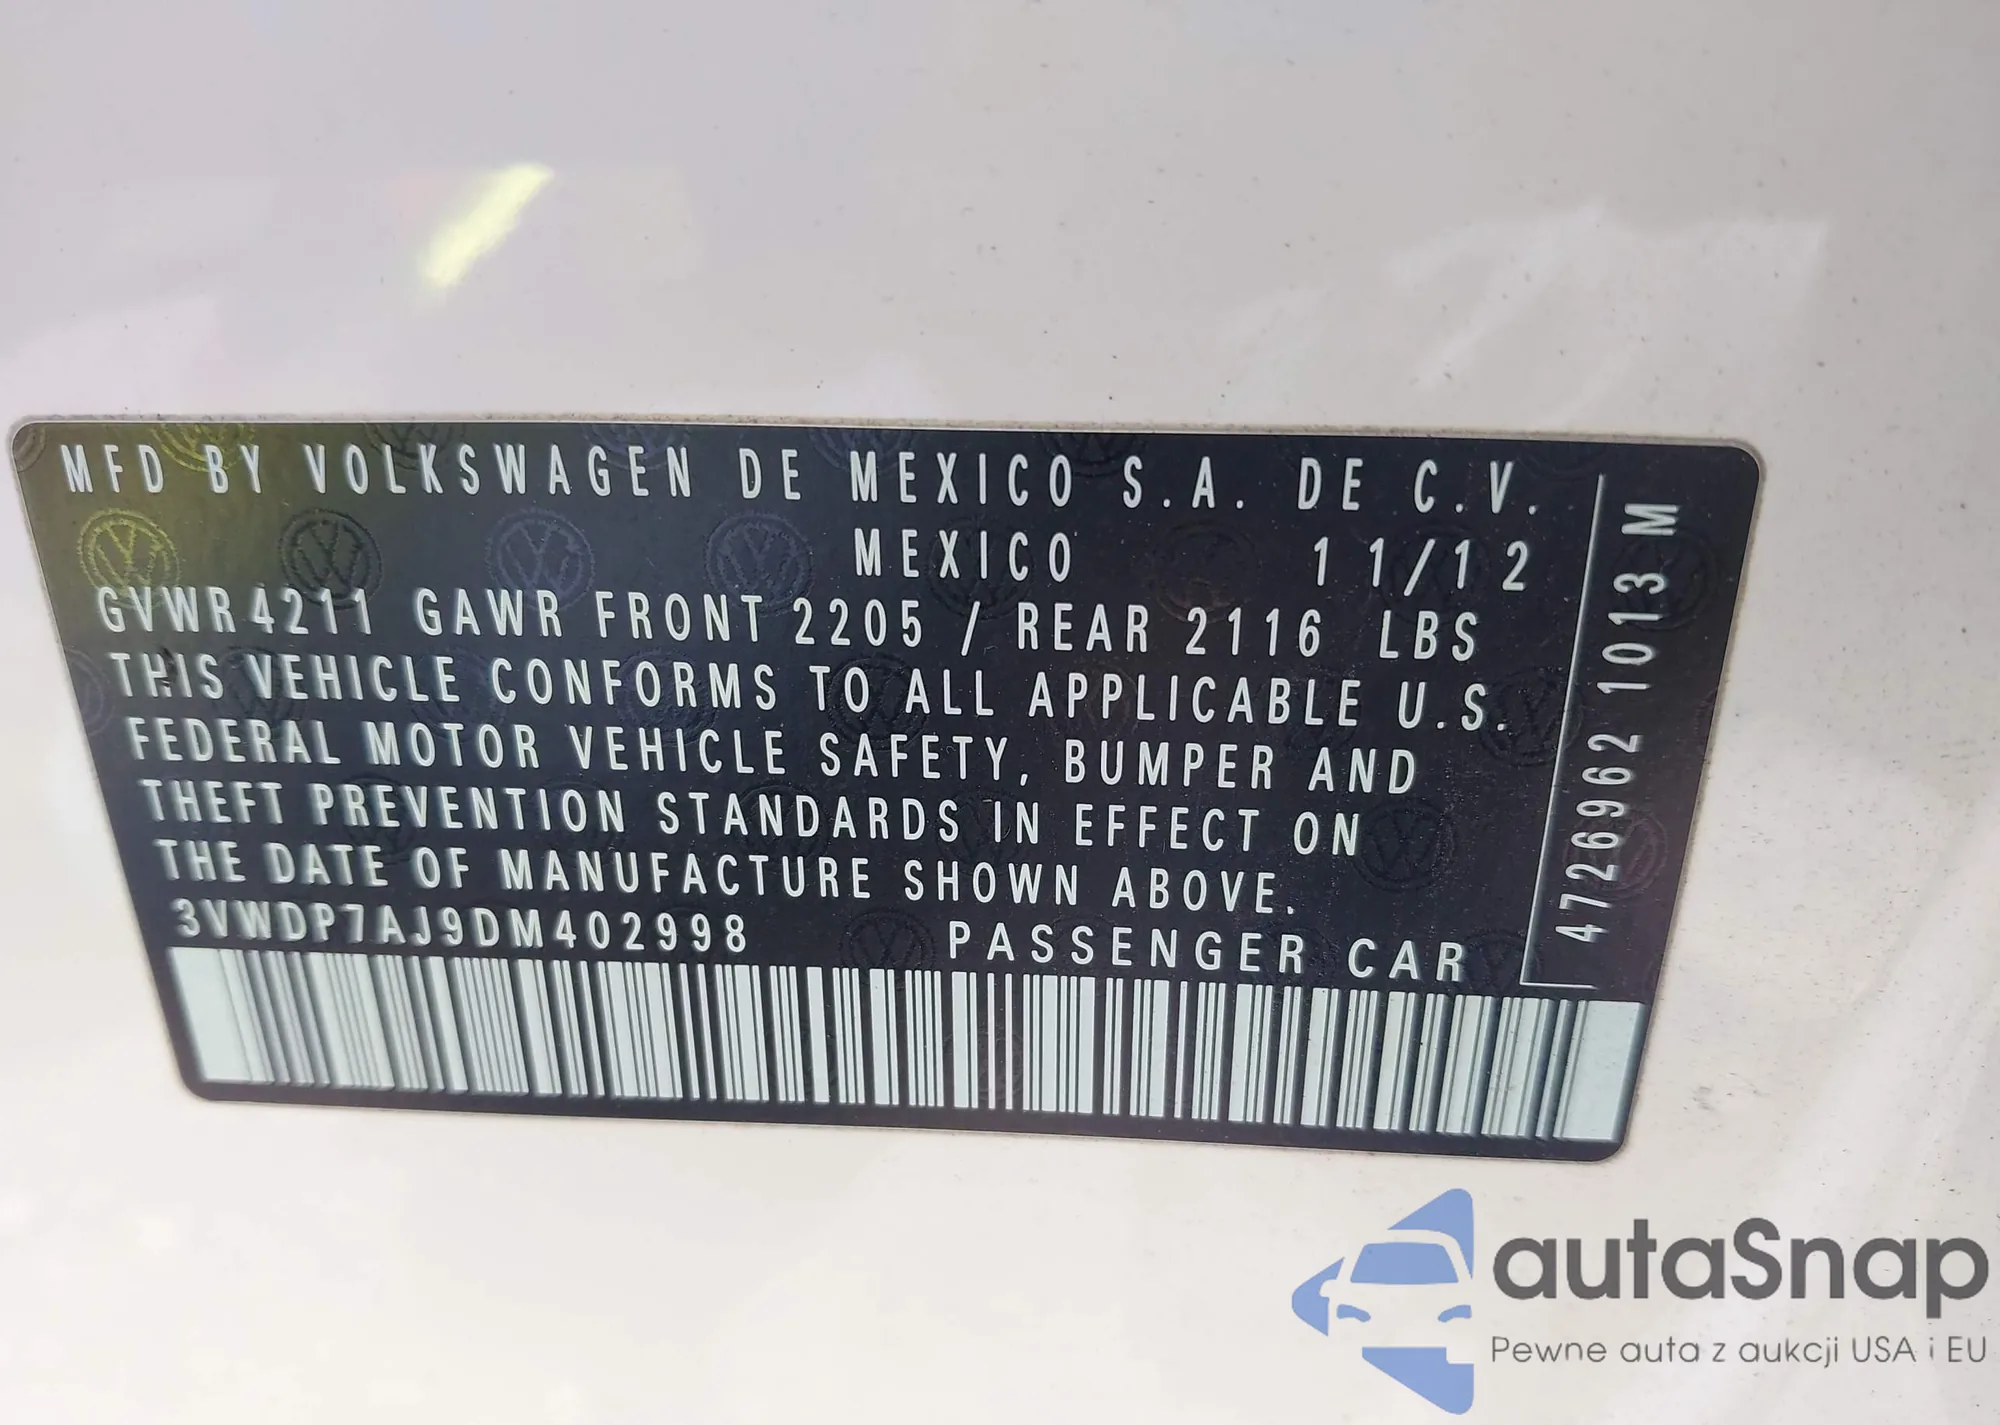 MFD BY VOLKSWAGEN DE MEXICO S.A. DE C.V.
MEXICO 11/12
GVWR 4211 GAWR FRONT 2205 / REAR 2116 LBS
THIS VEHICLE CONFORMS TO ALL APPLICABLE U.S.
FEDERAL MOTOR VEHICLE SAFETY, BUMPER AND
THEFT PREVENTION STANDARDS IN EFFECT ON
THE DATE OF MANUFACTURE SHOWN ABOVE.
3VWDP7AJ9DM402998 PASSENGER CAR
4726962 1013 M
autaSnap
Pewne auta z aukcji USA i EU